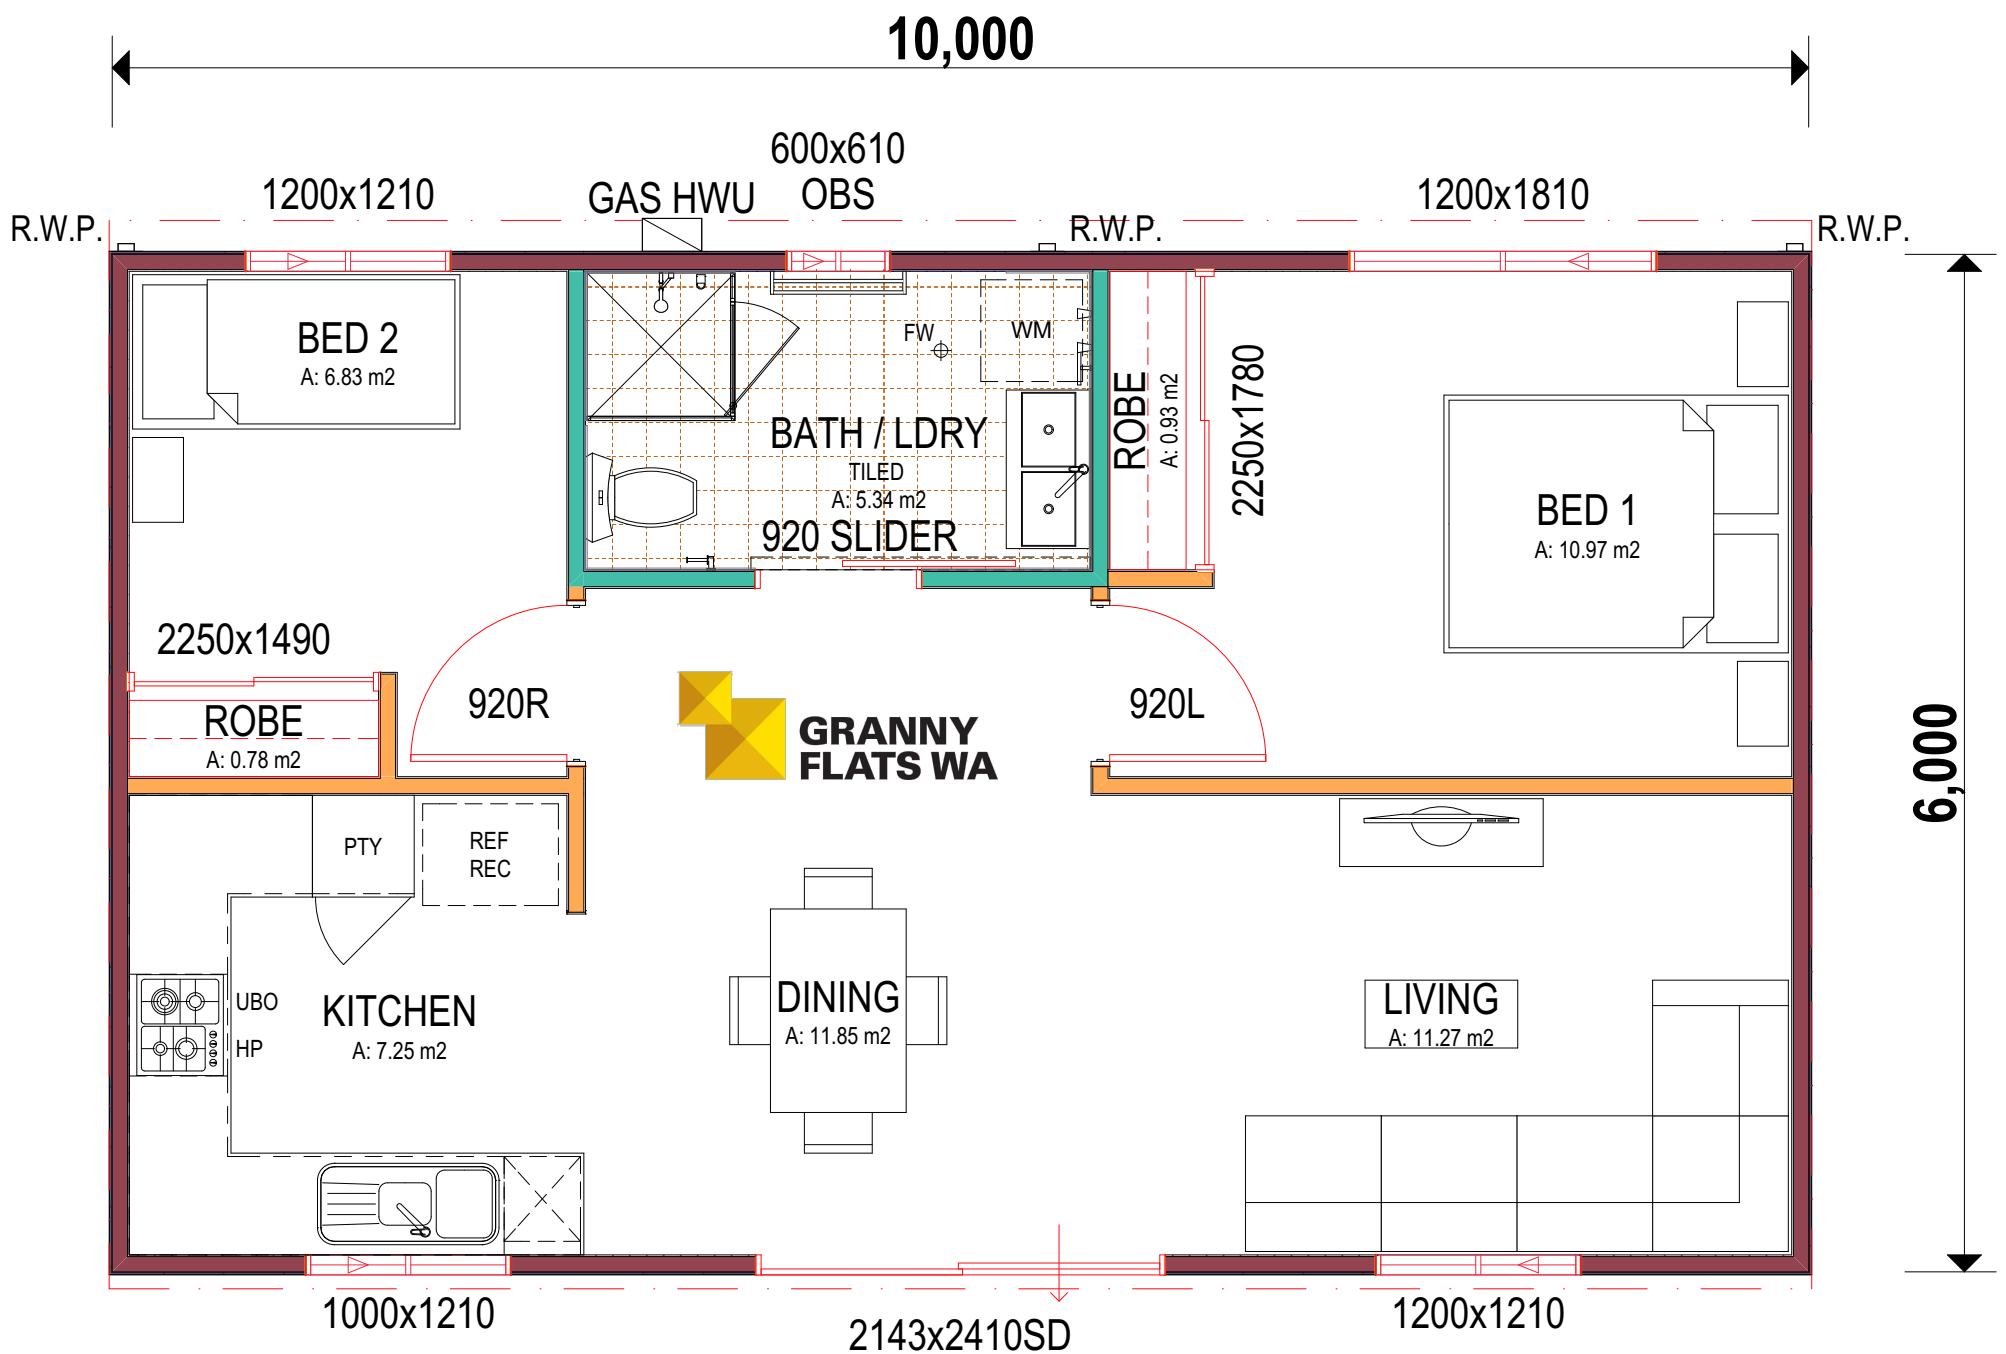 10,000
600x610
OBS
1200x1210
GAS HWU
1200x1810
R.W.P.
R.W.P.
R.W.P.
BED 2
A: 6.83 m2
FW
WM
BATH / LDRY
TILED
A: 5.34 m2
920 SLIDER
ROBE
A: 0.93 m2
2250x1780
BED 1
A: 10.97 m2
2250x1490
ROBE
A: 0.78 m2
920R
GRANNY
FLATS WA
920L
6,000
PTY
REF
REC
UBO
HP
KITCHEN
A: 7.25 m2
DINING
A: 11.85 m2
LIVING
A: 11.27 m2
1000x1210
2143x2410SD
1200x1210